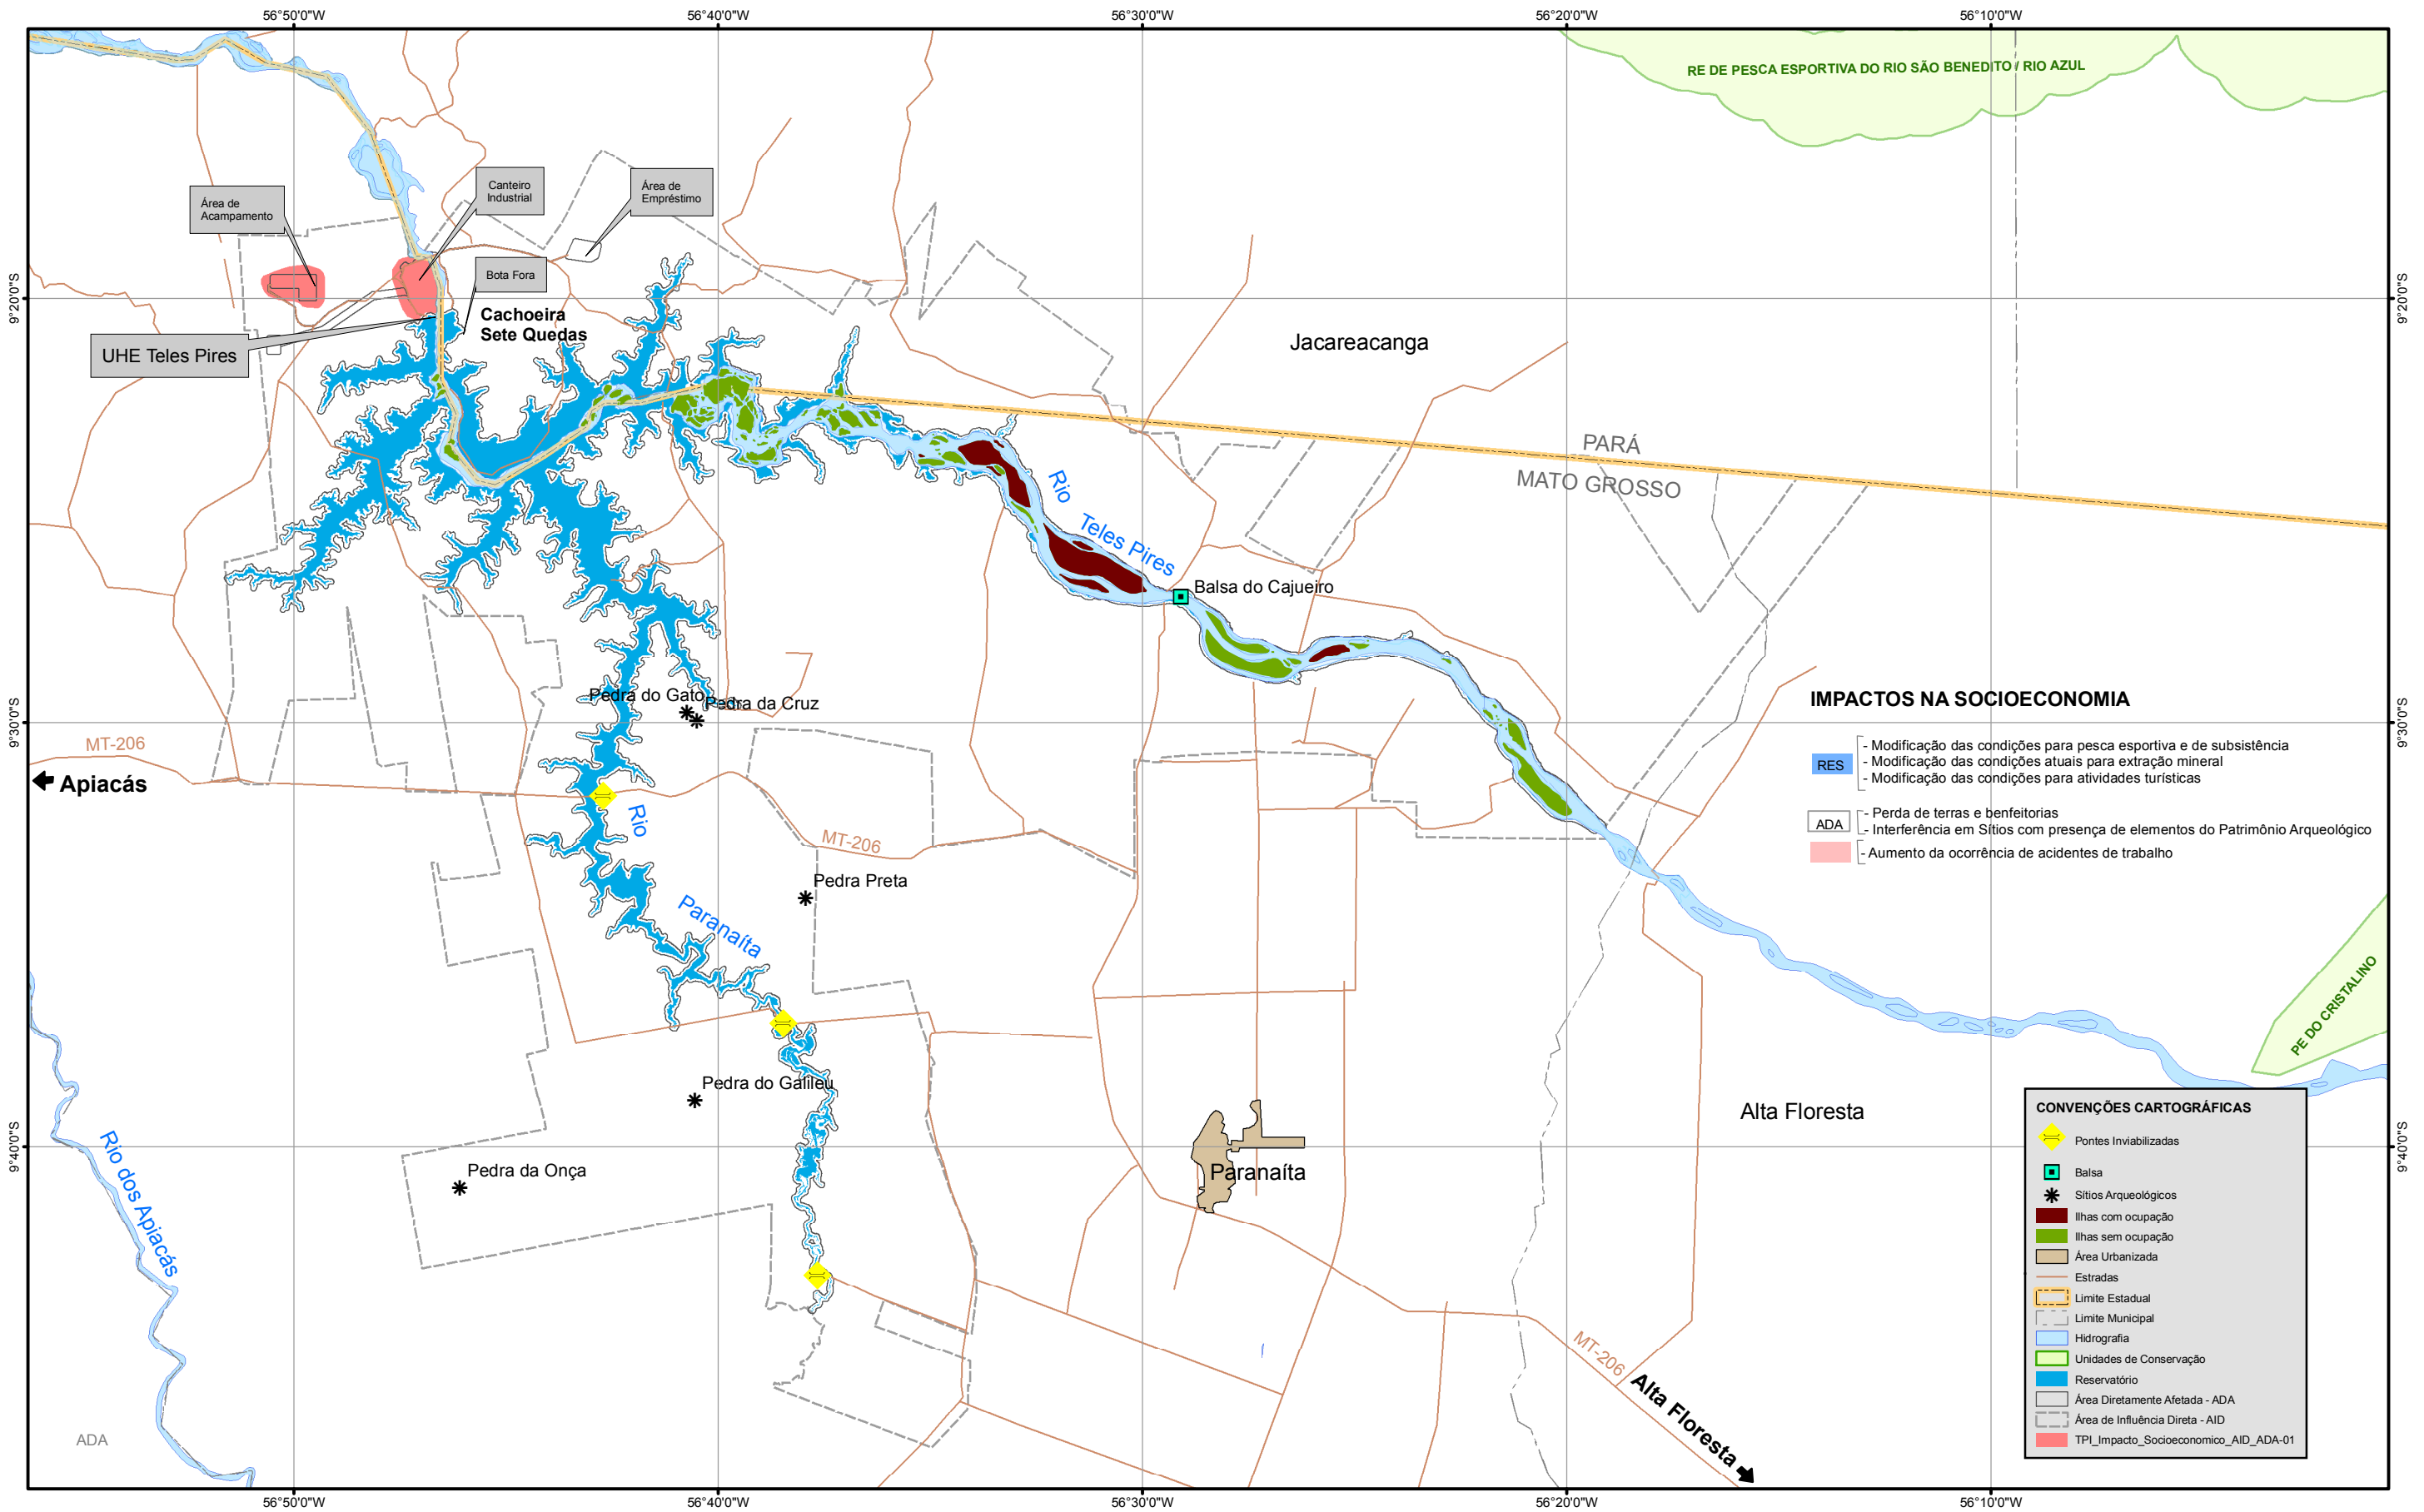 56°50'0"W
56°40'0"W
56°30'0"W
56°20'0"W
56°10'0"W
RE DE PESCA ESPORTIVA DO RIO SÃO BENEDITO / RIO AZUL
Canteiro
Industrial
Área de
Empréstimo
Área de
Acampamento
Bota Fora
9°20'0"S
9°20'0"S
Cachoeira
Sete Quedas
UHE Teles Pires
Jacareacanga
PARÁ
MATO GROSSO
Rio
Teles Pires
Balsa do Cajueiro
Pedra do Gato
Pedra da Cruz
9°30'0"S
9°30'0"S
MT-206
Apiacás
Rio
MT-206
Pedra Preta
Paranaíta
IMPACTOS NA SOCIOECONOMIA
RES
- Modificação das condições para pesca esportiva e de subsistência
- Modificação das condições atuais para extração mineral
- Modificação das condições para atividades turísticas
ADA
- Perda de terras e benfeitorias
- Interferência em Sítios com presença de elementos do Patrimônio Arqueológico
- Aumento da ocorrência de acidentes de trabalho
PE DO CRISTALINO
Pedra do Galileu
Alta Floresta
9°40'0"S
9°40'0"S
Pedra da Onça
Paranaíta
Rio dos Apiacás
MT-206
Alta Floresta
ADA
CONVENÇÕES CARTOGRÁFICAS
Pontes Inviabilizadas
Balsa
Sítios Arqueológicos
Ilhas com ocupação
Ilhas sem ocupação
Área Urbanizada
Estradas
Limite Estadual
Limite Municipal
Hidrografia
Unidades de Conservação
Reservatório
Área Diretamente Afetada - ADA
Área de Influência Direta - AID
TPI_Impacto_Socioeconomico_AID_ADA-01
56°50'0"W
56°40'0"W
56°30'0"W
56°20'0"W
56°10'0"W